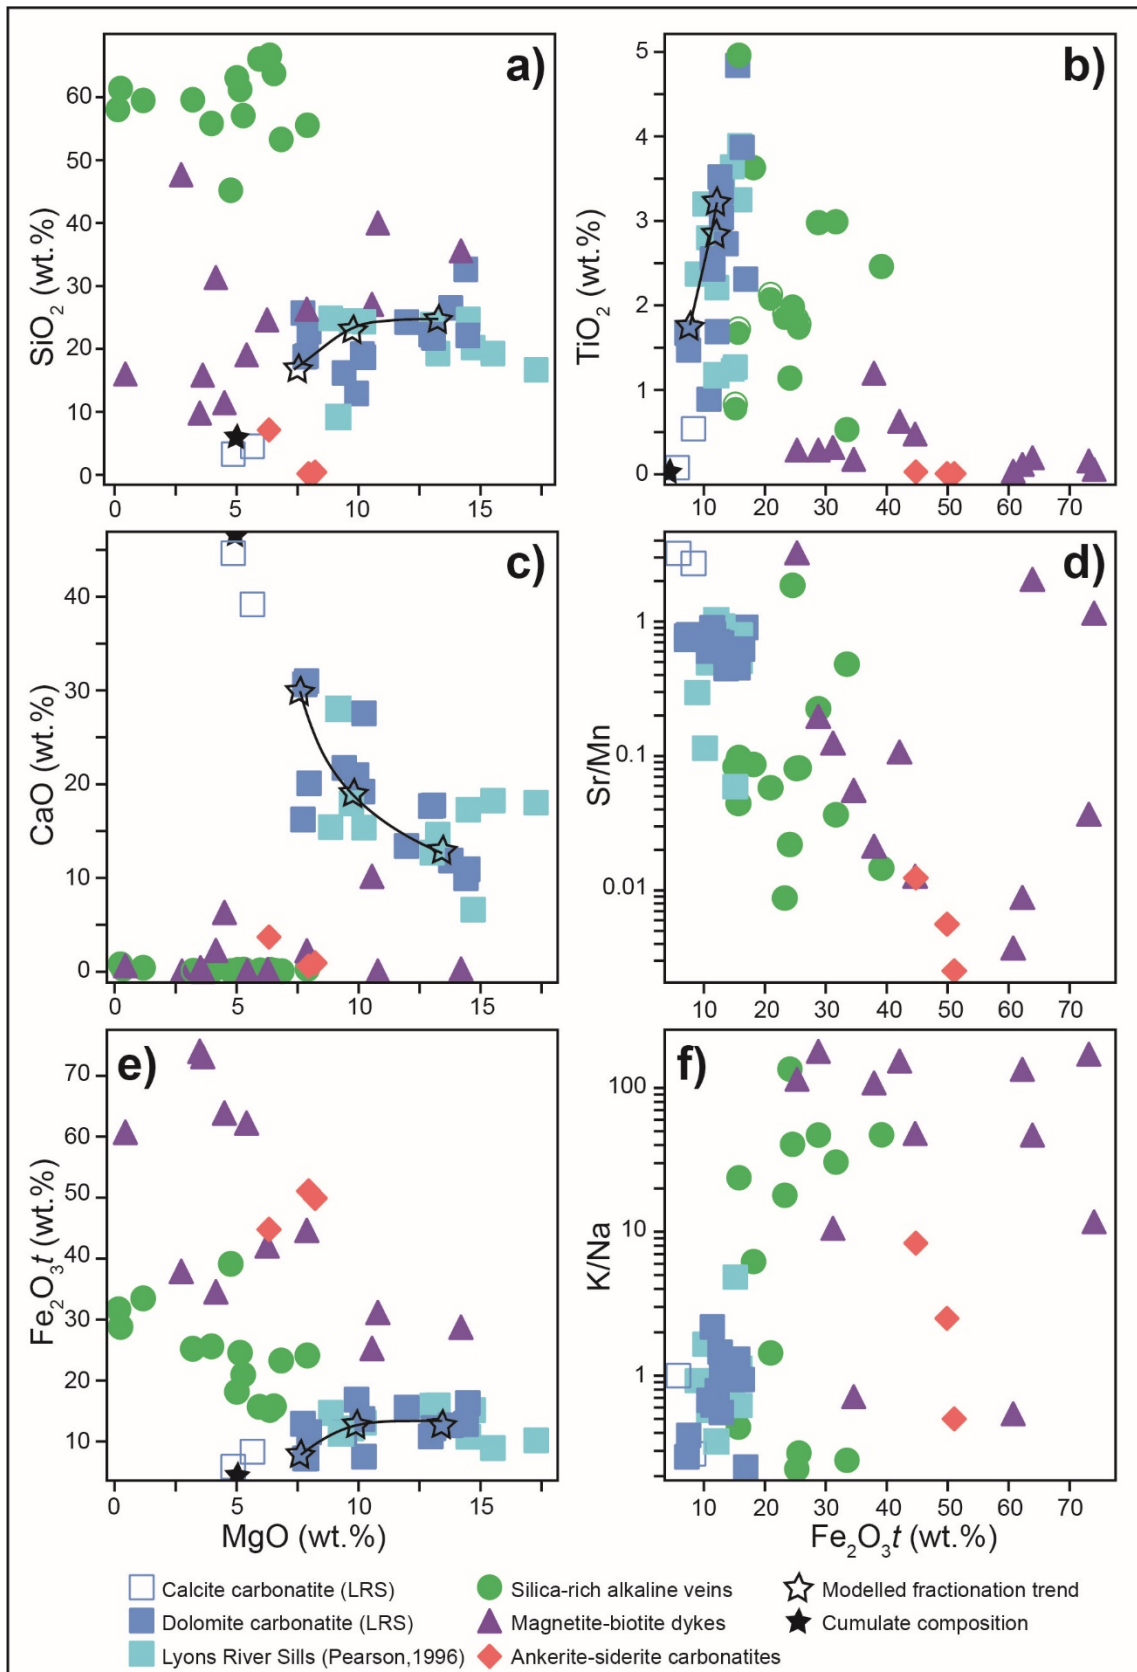 a)
SiO₂ (wt.%)
60
50
40
30
20
10
0
0 5 10 15
b)
TiO₂ (wt.%)
5
4
3
2
1
0
10 20 30 40 50 60 70
c)
CaO (wt.%)
40
30
20
10
0
0 5 10 15
d)
Sr/Mn
1
0.1
0.01
10 20 30 40 50 60 70
e)
Fe₂O₃t (wt.%)
70
60
50
40
30
20
10
0 5 10 15
MgO (wt.%)
f)
K/Na
100
10
1
10 20 30 40 50 60 70
Fe₂O₃t (wt.%)
Calcite carbonatite (LRS)
Dolomite carbonatite (LRS)
Lyons River Sills (Pearson,1996)
Silica-rich alkaline veins
Magnetite-biotite dykes
Ankerite-siderite carbonatites
Modelled fractionation trend
Cumulate composition